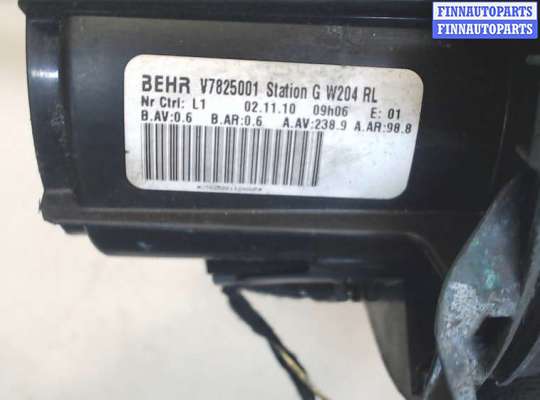 FINNAUTOPARTS
FINNAUTOPARTS
BEHR V7825001 Station G W204 RL
Nr Ctrl: L1 02.11.10 09h06 E: 01
B.AV:0.6 B.AR:0.6 A.AV:238.9 A.AR:98.8